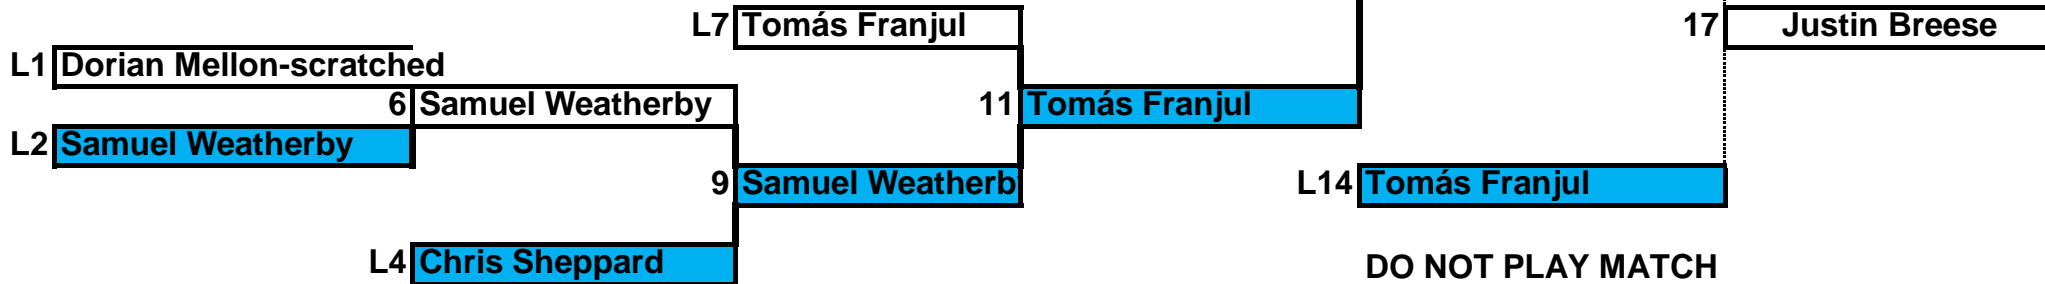 L7 Tomás Franjul
17 Justin Breese
L1 Dorian Mellon-scratched
6 Samuel Weatherby
11 Tomás Franjul
L2 Samuel Weatherby
9 Samuel Weatherb
L14 Tomás Franjul
L4 Chris Sheppard
DO NOT PLAY MATCH